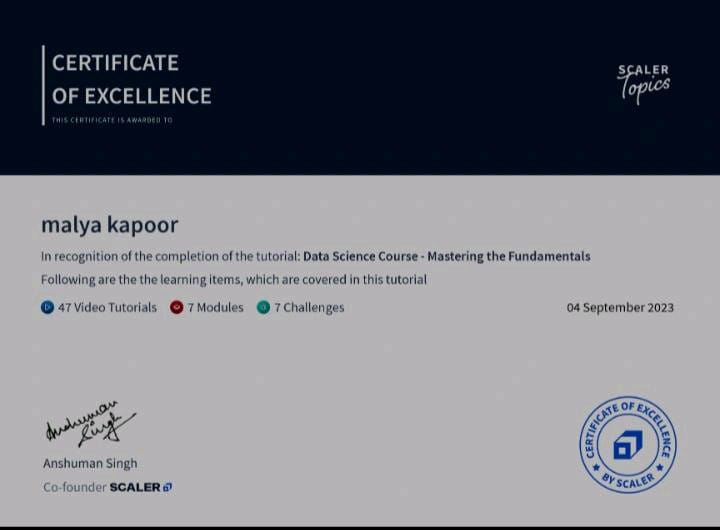 CERTIFICATE
OF EXCELLENCE
THIS CERTIFICATE IS AWARDED TO
SCALER
Topics
malya kapoor
In recognition of the completion of the tutorial: Data Science Course - Mastering the Fundamentals
Following are the the learning items, which are covered in this tutorial
47 Video Tutorials 7 Modules 7 Challenges
04 September 2023
Anshuman
Singh
Anshuman Singh
Co-founder SCALER
CERTIFICATE OF EXCELLENCE
BY SCALER